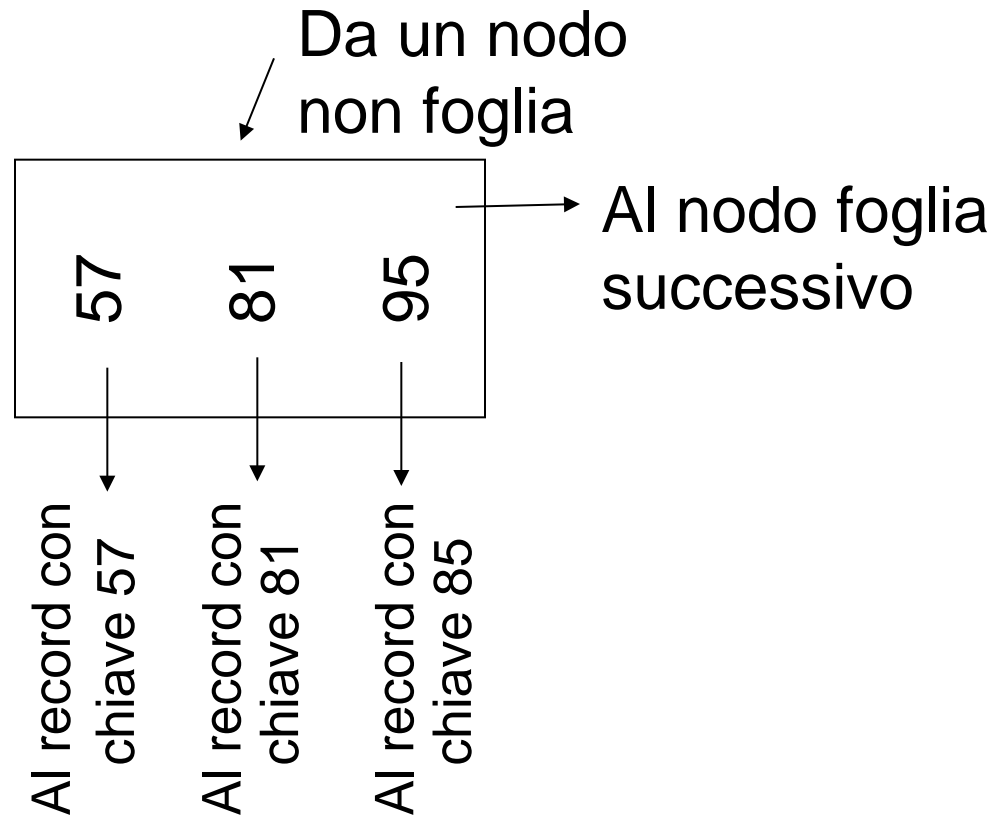 Da un nodo
non foglia
Al nodo foglia
successivo
57
81
95
Al record con
chiave 57
Al record con
chiave 81
Al record con
chiave 85